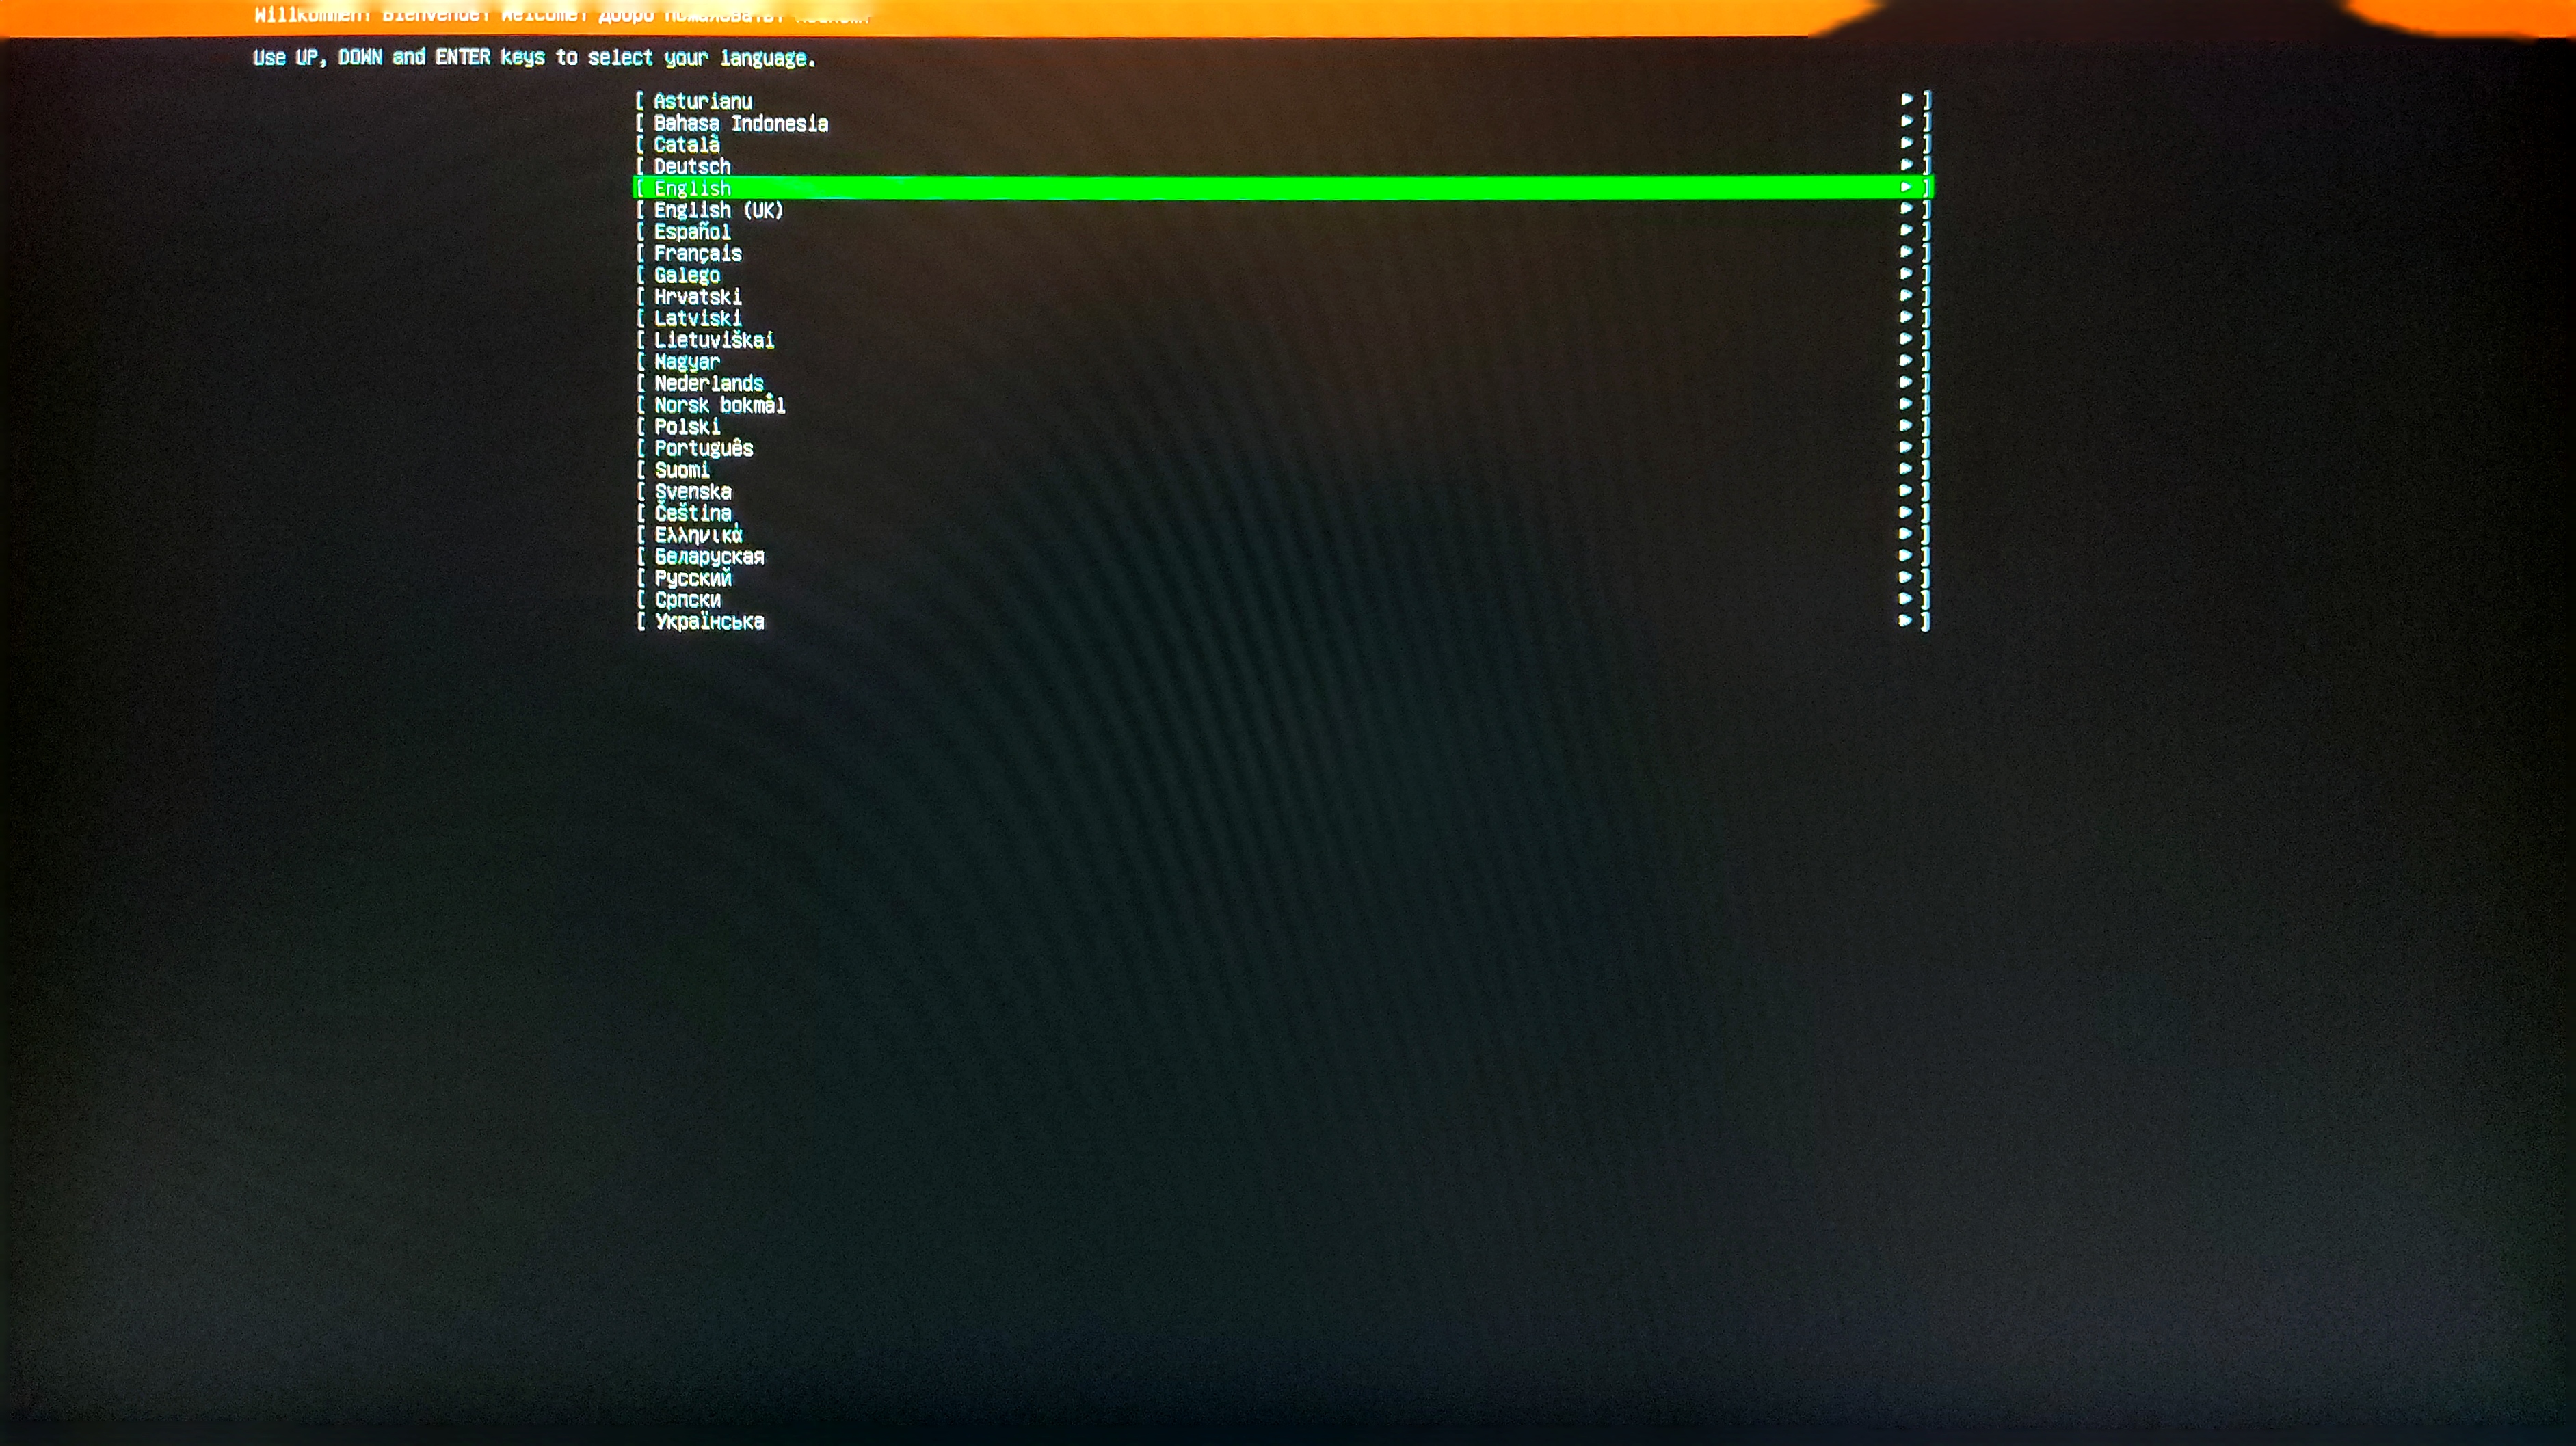 Willkommen! Bienvenue! Welcome! Добро пожаловать!
Use UP, DOWN and ENTER keys to select your language.
[ Asturianu ► ]
[ Bahasa Indonesia ► ]
[ Català ► ]
[ Deutsch ► ]
[ English ► ]
[ English (UK) ► ]
[ Español ► ]
[ Français ► ]
[ Galego ► ]
[ Hrvatski ► ]
[ Latviski ► ]
[ Lietuviškai ► ]
[ Magyar ► ]
[ Nederlands ► ]
[ Norsk bokmål ► ]
[ Polski ► ]
[ Português ► ]
[ Suomi ► ]
[ Svenska ► ]
[ Čeština ► ]
[ Ελληνικά ► ]
[ Беларуская ► ]
[ Русский ► ]
[ Српски ► ]
[ Українська ► ]